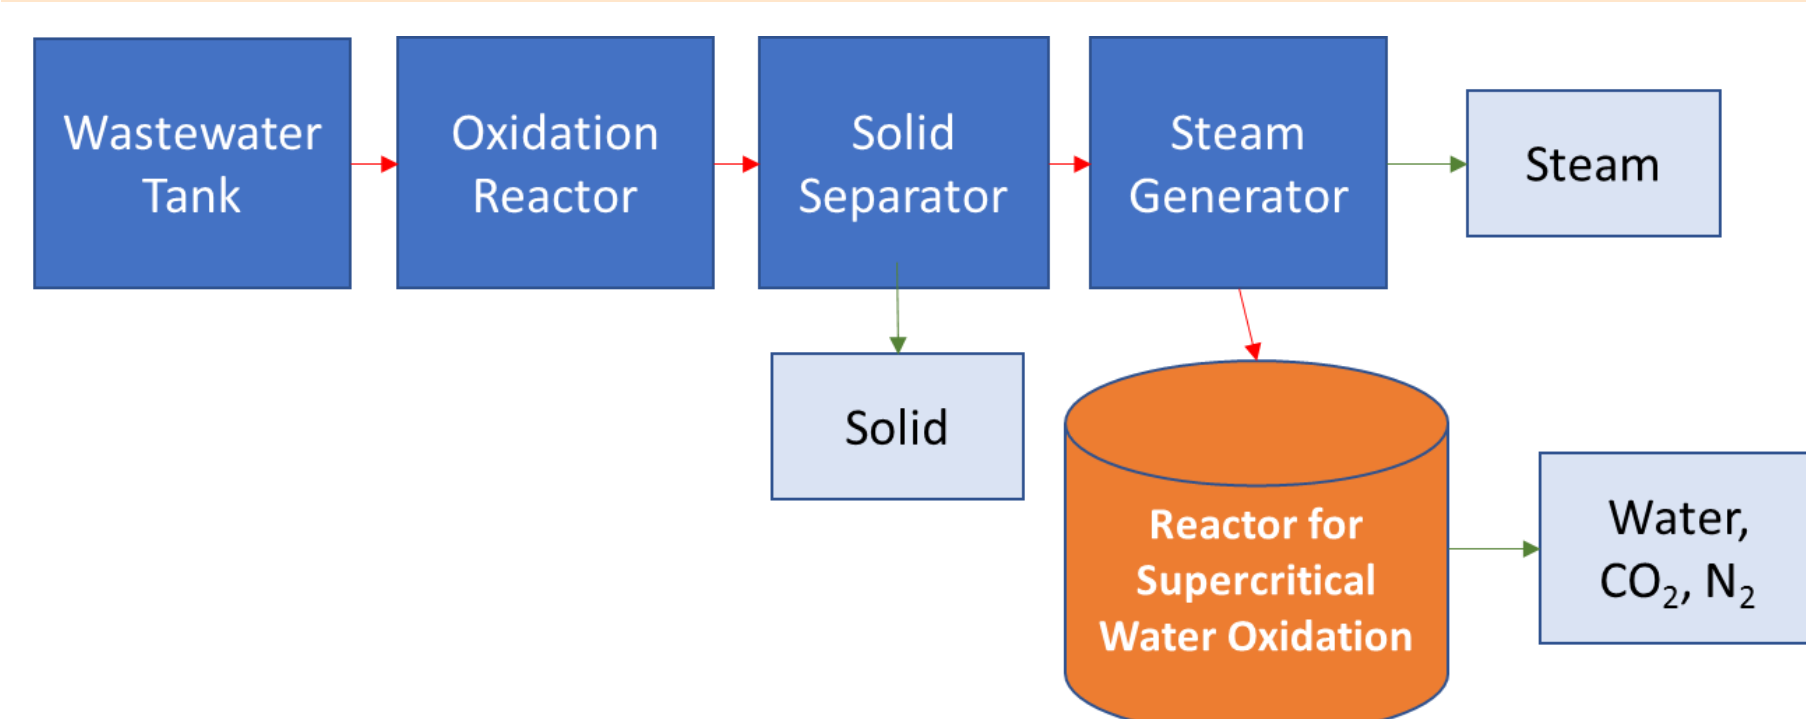 Wastewater
Tank
Oxidation
Reactor
Solid
Separator
Steam
Generator
Steam
Solid
Reactor for
Supercritical
Water Oxidation
Water,
CO₂, N₂